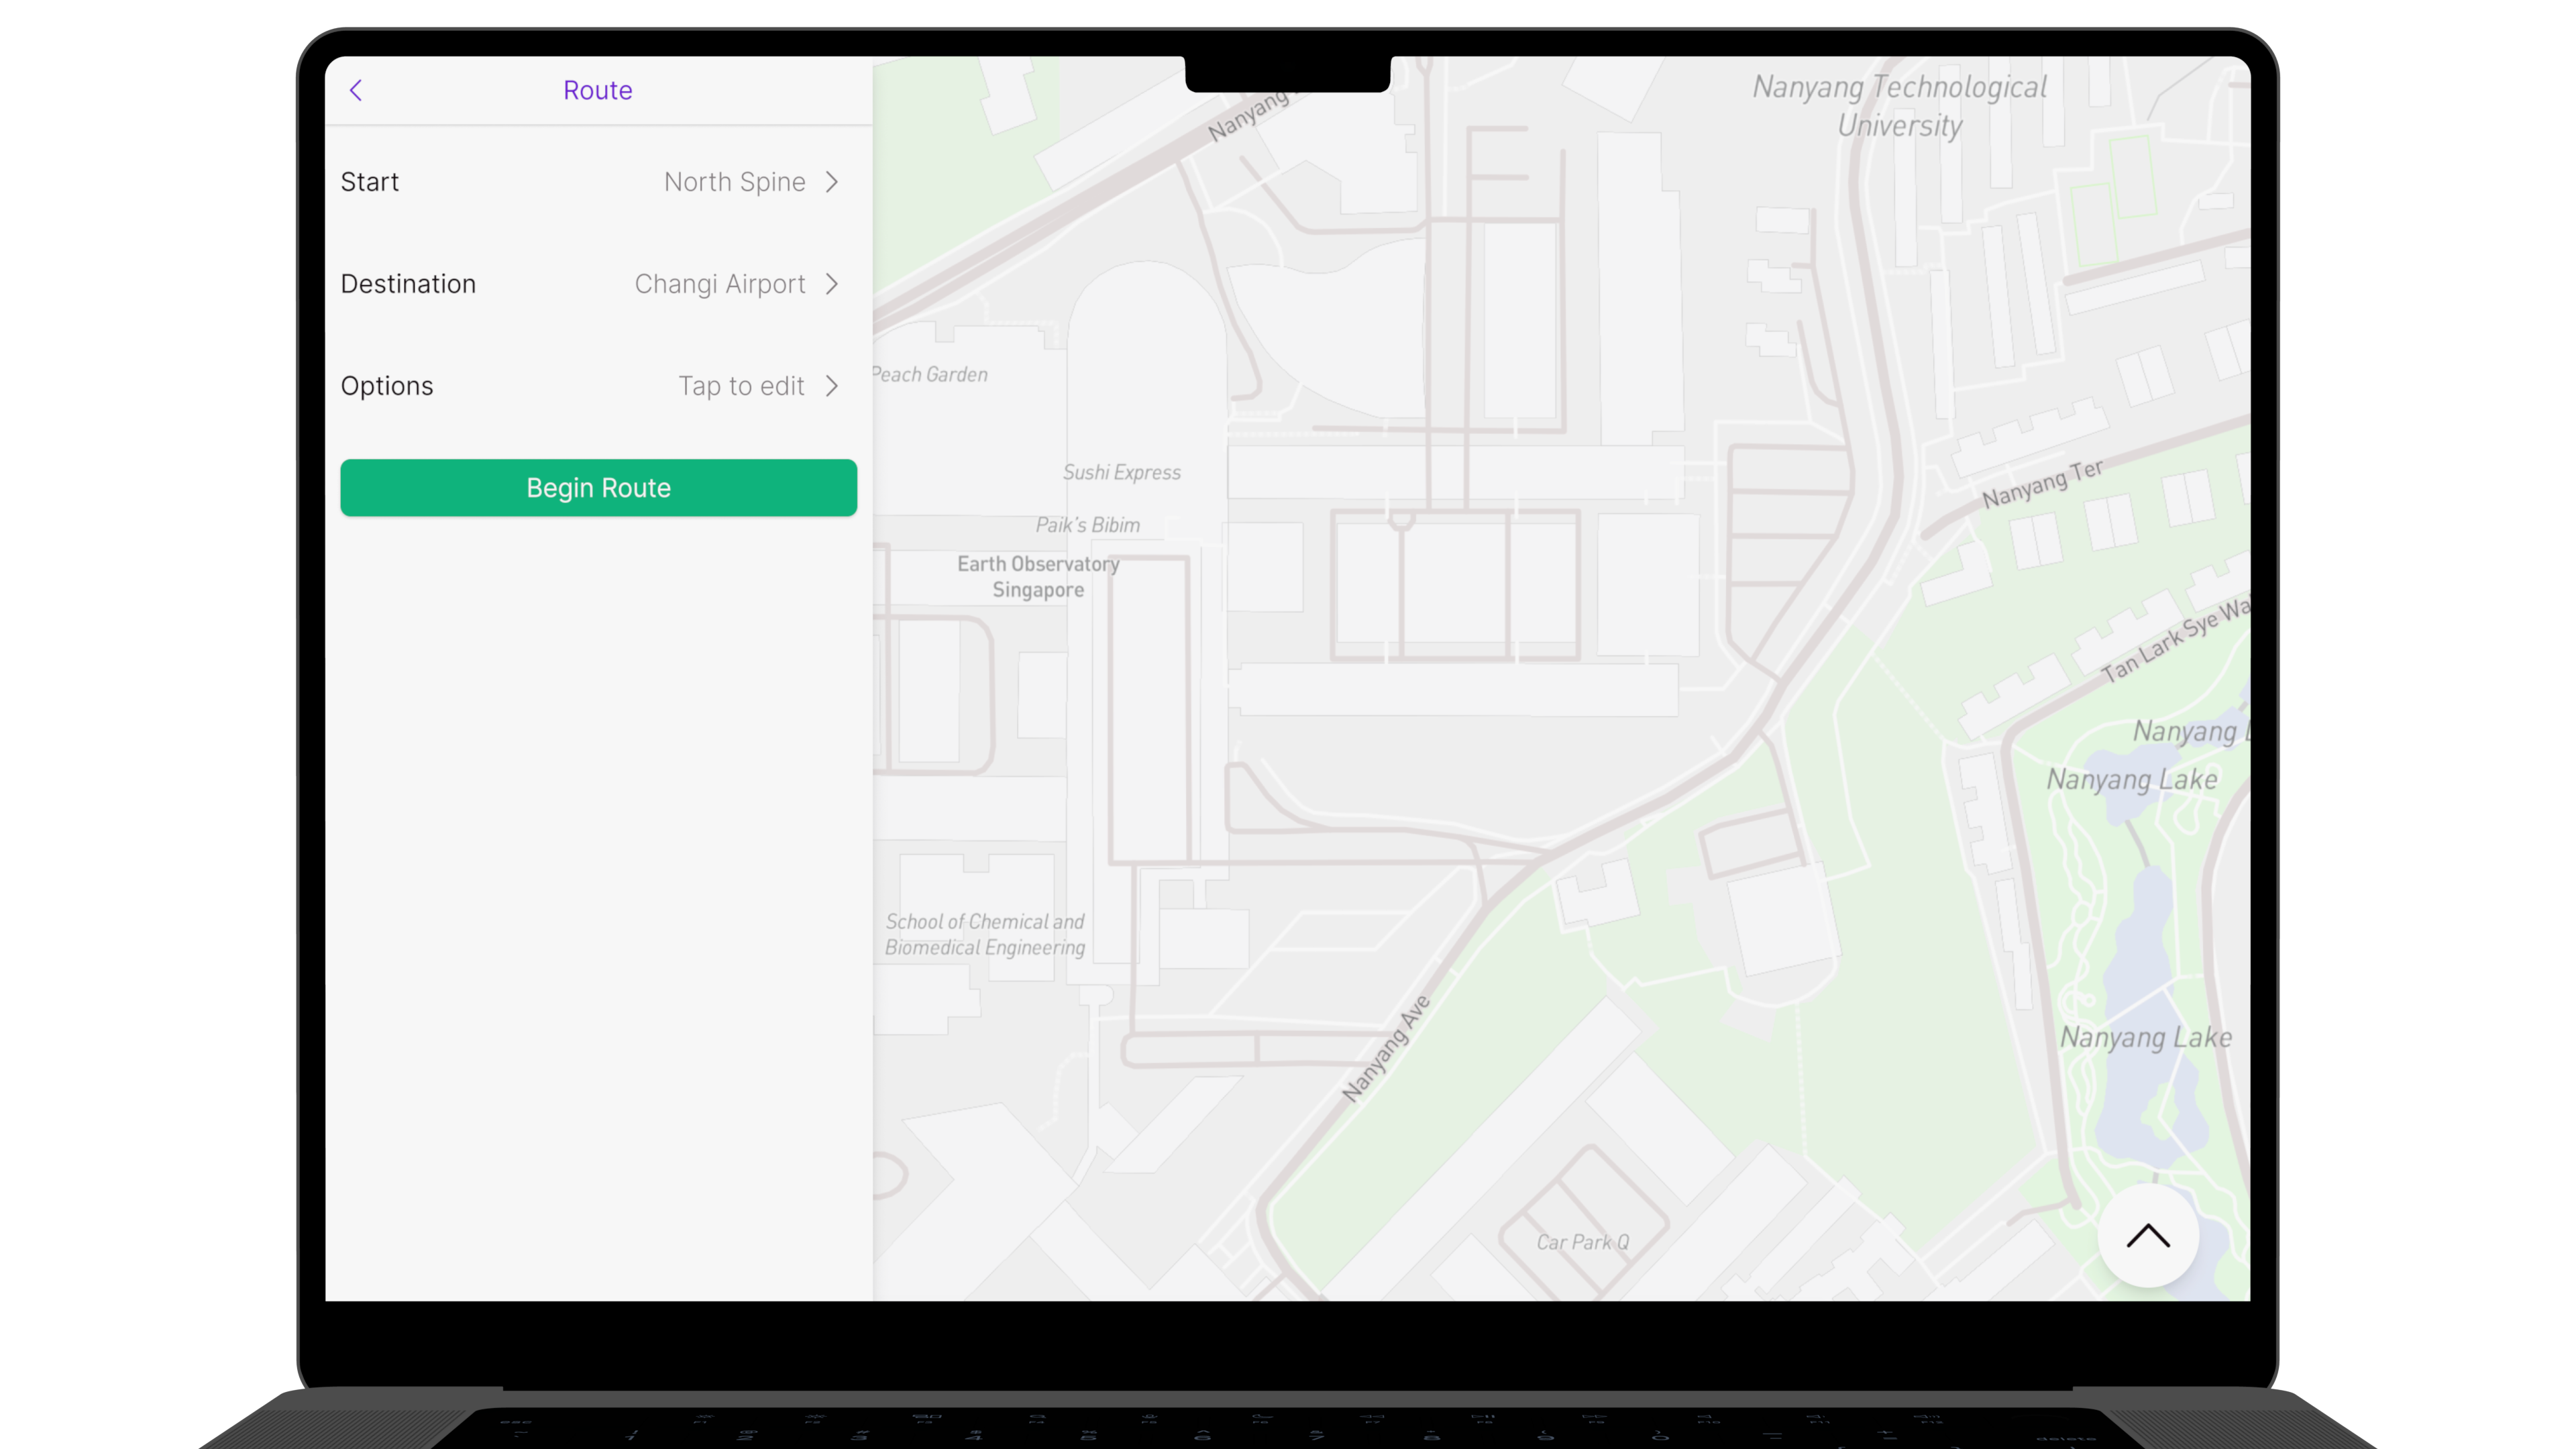 Route
Start
North Spine
Destination
Changi Airport
Options
Tap to edit
Begin Route
Nanyang
Nanyang Technological
University
Peach Garden
Sushi Express
Paik's Bibim
Earth Observatory
Singapore
Nanyang Ter
Tan Lark Sye
Nanyang
Nanyang Lake
School of Chemical and
Biomedical Engineering
Nanyang Ave
Nanyang Lake
Car Park Q
delete